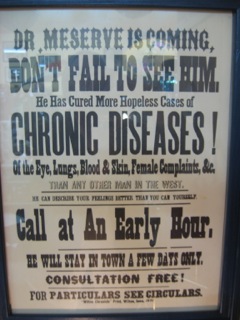 DR. MESERVE IS COMING,
DON'T FAIL TO SEE HIM.
He Has Cured More Hopeless Cases of
CHRONIC DISEASES!
Of the Eye, Lungs, Blood & Skin, Female Complaints, &c.
THAN ANY OTHER MAN IN THE WEST.
HE CAN DESCRIBE YOUR FEELINGS BETTER THAN YOU CAN YOURSELF.
Call at An Early Hour.
HE WILL STAY IN TOWN A FEW DAYS ONLY.
CONSULTATION FREE!
FOR PARTICULARS SEE CIRCULARS.